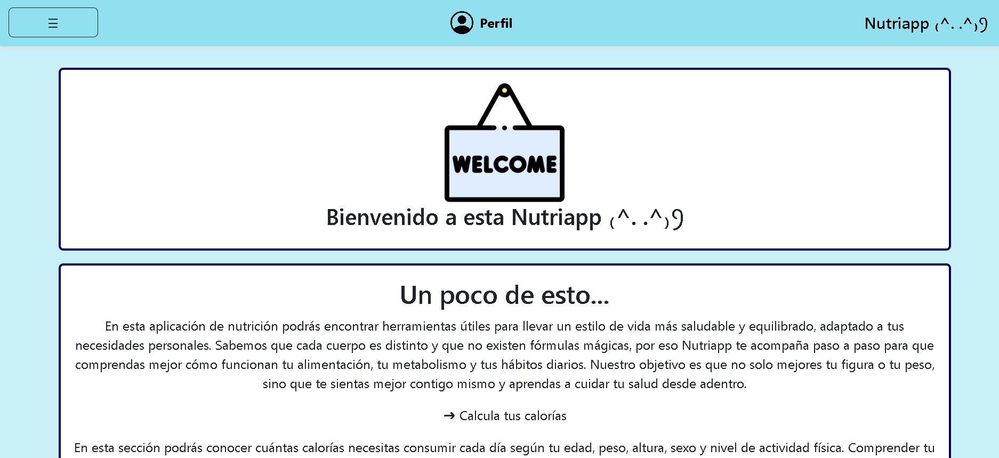 ☰
Perfil
Nutriapp ₍^. .^₎Ⳋ
WELCOME
Bienvenido a esta Nutriapp ₍^. .^₎Ⳋ
Un poco de esto...
En esta aplicación de nutrición podrás encontrar herramientas útiles para llevar un estilo de vida más saludable y equilibrado, adaptado a tus
necesidades personales. Sabemos que cada cuerpo es distinto y que no existen fórmulas mágicas, por eso Nutriapp te acompaña paso a paso para que
comprendas mejor cómo funcionan tu alimentación, tu metabolismo y tus hábitos diarios. Nuestro objetivo es que no solo mejores tu figura o tu peso,
sino que te sientas mejor contigo mismo y aprendas a cuidar tu salud desde adentro.
➜ Calcula tus calorías
En esta sección podrás conocer cuántas calorías necesitas consumir cada día según tu edad, peso, altura, sexo y nivel de actividad física. Comprender tu